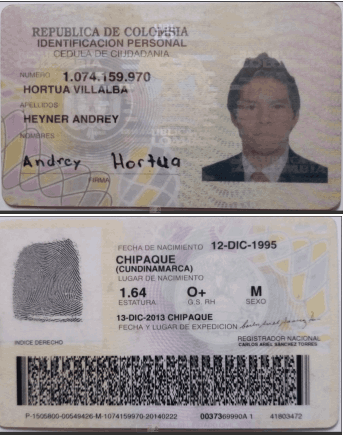 REPUBLICA DE COLOMBIA
IDENTIFICACION PERSONAL
CEDULA DE CIUDADANIA
NUMERO 1.074.159.970
HORTUA VILLALBA
APELLIDOS
HEYNER ANDREY
NOMBRES
Andrey Hortua
FIRMA
FECHA DE NACIMIENTO 12-DIC-1995
CHIPAQUE
(CUNDINAMARCA)
LUGAR DE NACIMIENTO
1.64 O+ M
ESTATURA G.S. RH SEXO
13-DIC-2013 CHIPAQUE
FECHA Y LUGAR DE EXPEDICION
INDICE DERECHO
REGISTRADOR NACIONAL
CARLOS ARIEL SÁNCHEZ TORRES
P-1505800-00549426-M-1074159970-20140222 0037369990A 1 41803472